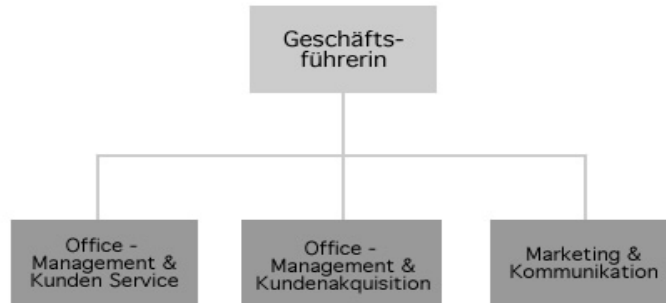 Geschäfts-
führerin
Office -
Management &
Kunden Service
Office -
Management &
Kundenakquisition
Marketing &
Kommunikation